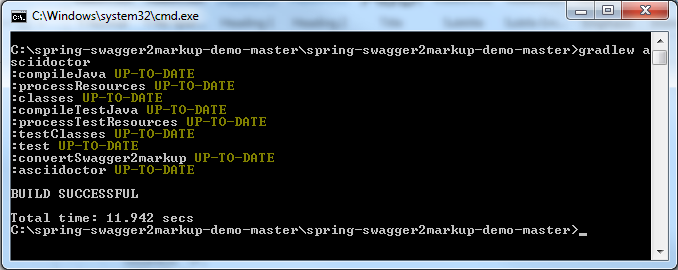 C:\Windows\system32\cmd.exe
C:\spring-swagger2markup-demo-master\spring-swagger2markup-demo-master>gradlew a
sciidoctor
:compileJava UP-TO-DATE
:processResources UP-TO-DATE
:classes UP-TO-DATE
:compileTestJava UP-TO-DATE
:processTestResources UP-TO-DATE
:testClasses UP-TO-DATE
:test UP-TO-DATE
:convertSwagger2markup UP-TO-DATE
:asciidoctor UP-TO-DATE
BUILD SUCCESSFUL
Total time: 11.942 secs
C:\spring-swagger2markup-demo-master\spring-swagger2markup-demo-master>_